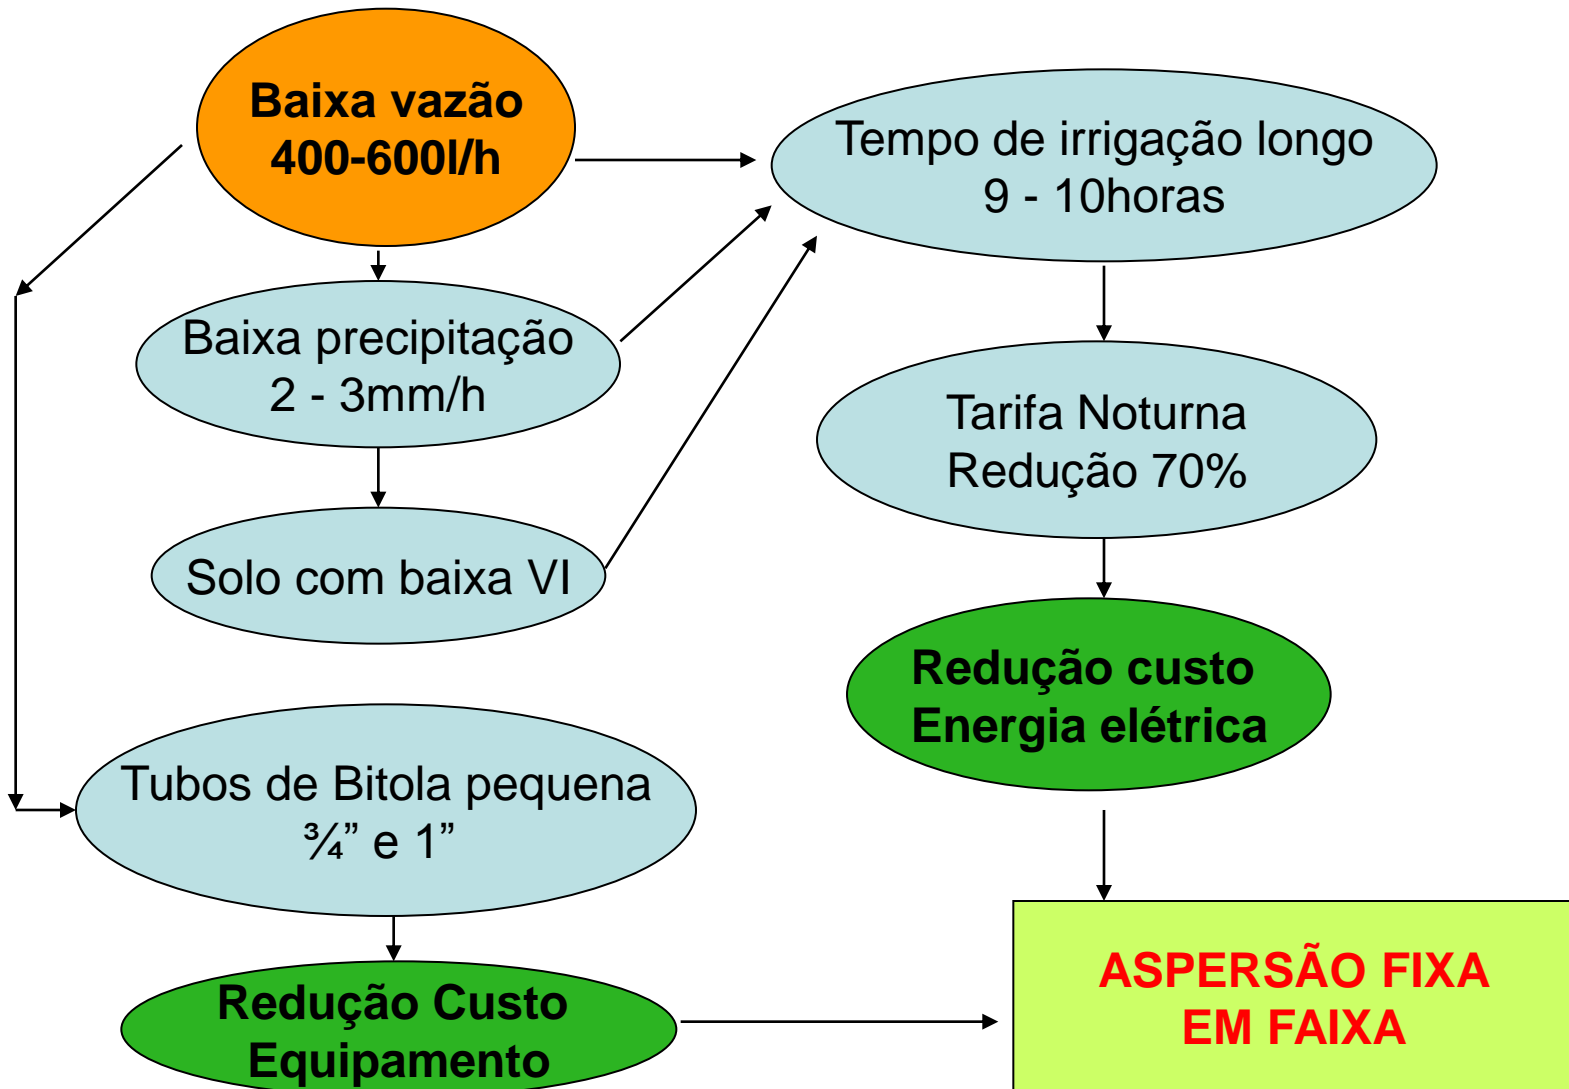 Baixa vazão
400-600l/h
Tempo de irrigação longo
9 - 10horas
Baixa precipitação
2 - 3mm/h
Tarifa Noturna
Redução 70%
Solo com baixa VI
Redução custo
Energia elétrica
Tubos de Bitola pequena
¾” e 1”
Redução Custo
Equipamento
ASPERSÃO FIXA
EM FAIXA